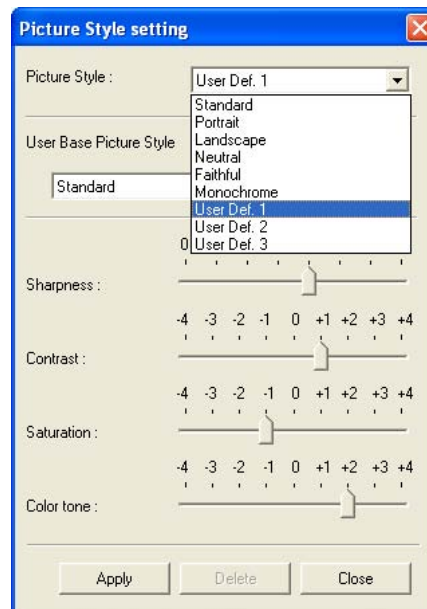 Picture Style setting
Picture Style :
User Def. 1
Standard
Portrait
Landscape
Neutral
Faithful
Monochrome
User Def. 1
User Def. 2
User Def. 3
User Base Picture Style
Standard
0
Sharpness :
-4 -3 -2 -1 0 +1 +2 +3 +4
Contrast :
-4 -3 -2 -1 0 +1 +2 +3 +4
Saturation :
-4 -3 -2 -1 0 +1 +2 +3 +4
Color tone :
Apply Delete Close